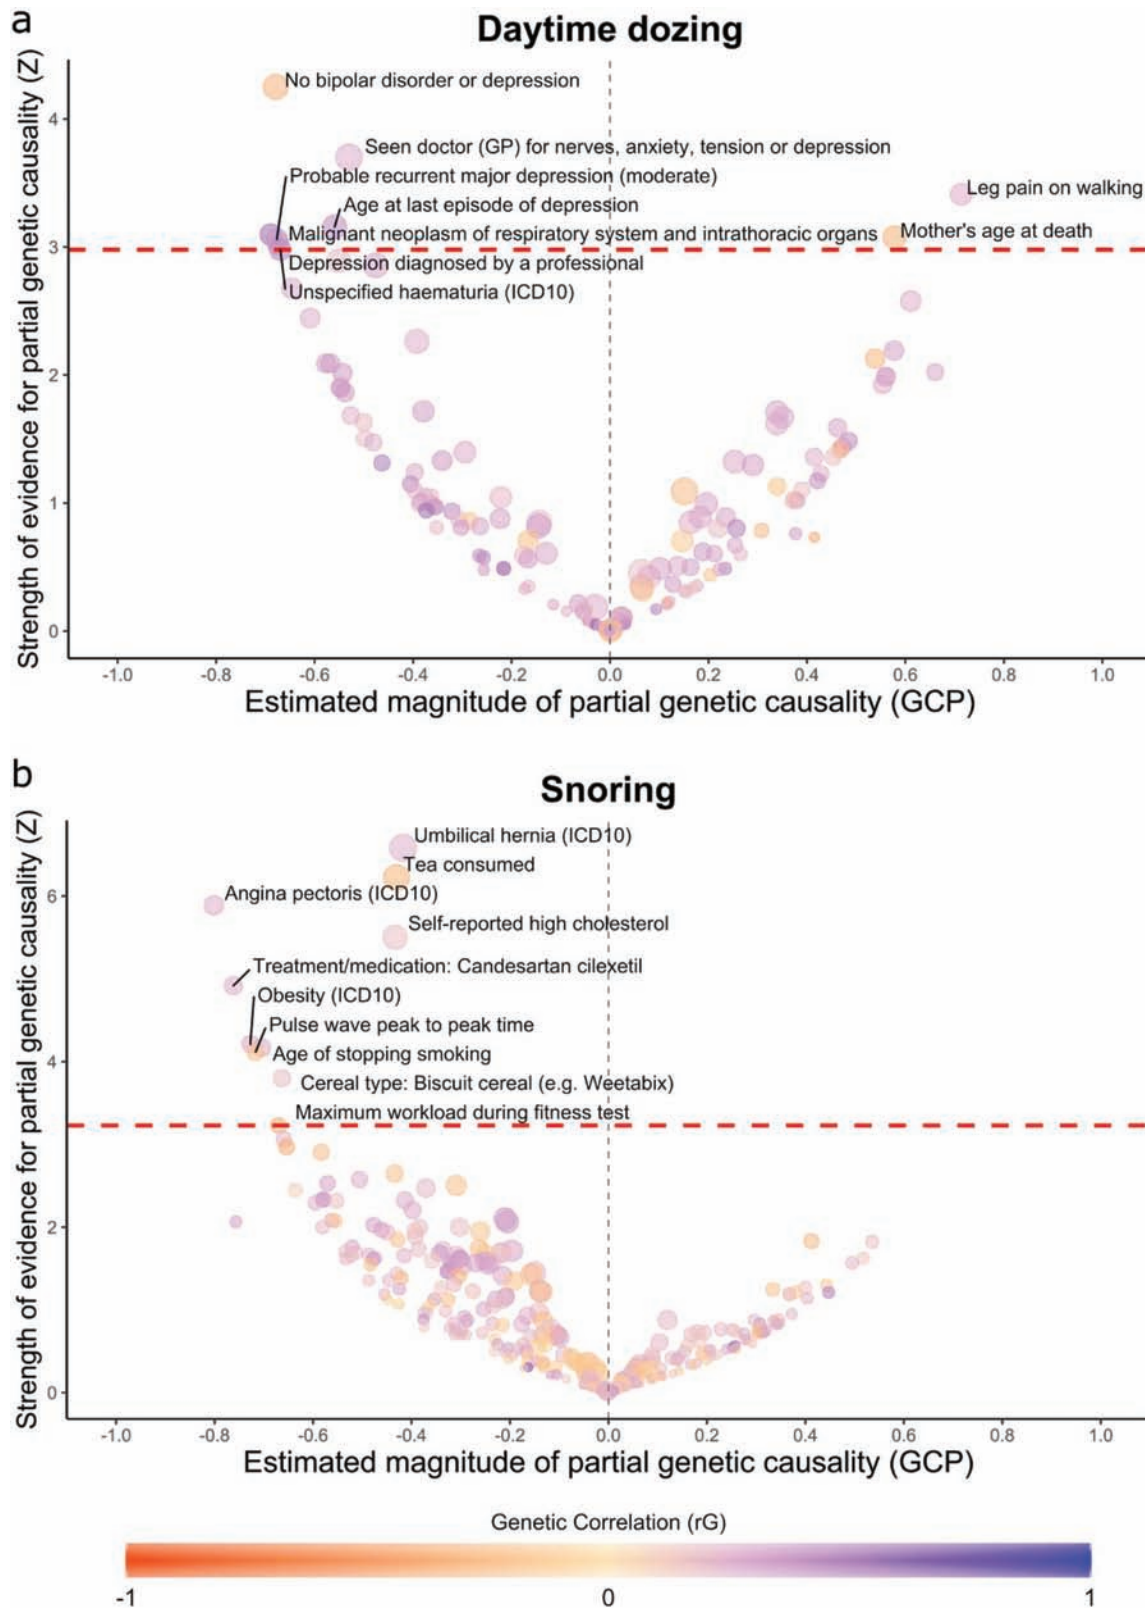 a
Daytime dozing
Strength of evidence for partial genetic causality (Z)
No bipolar disorder or depression
4
Seen doctor (GP) for nerves, anxiety, tension or depression
Probable recurrent major depression (moderate)
Leg pain on walking
Age at last episode of depression
Malignant neoplasm of respiratory system and intrathoracic organs
Mother's age at death
3
Depression diagnosed by a professional
Unspecified haematuria (ICD10)
2
1
0
-1.0 -0.8 -0.6 -0.4 -0.2 0.0 0.2 0.4 0.6 0.8 1.0
Estimated magnitude of partial genetic causality (GCP)
b
Snoring
Strength of evidence for partial genetic causality (Z)
Umbilical hernia (ICD10)
Tea consumed
6
Angina pectoris (ICD10)
Self-reported high cholesterol
Treatment/medication: Candesartan cilexetil
Obesity (ICD10)
Pulse wave peak to peak time
4
Age of stopping smoking
Cereal type: Biscuit cereal (e.g. Weetabix)
Maximum workload during fitness test
2
0
-1.0 -0.8 -0.6 -0.4 -0.2 0.0 0.2 0.4 0.6 0.8 1.0
Estimated magnitude of partial genetic causality (GCP)
Genetic Correlation (rG)
-1 0 1